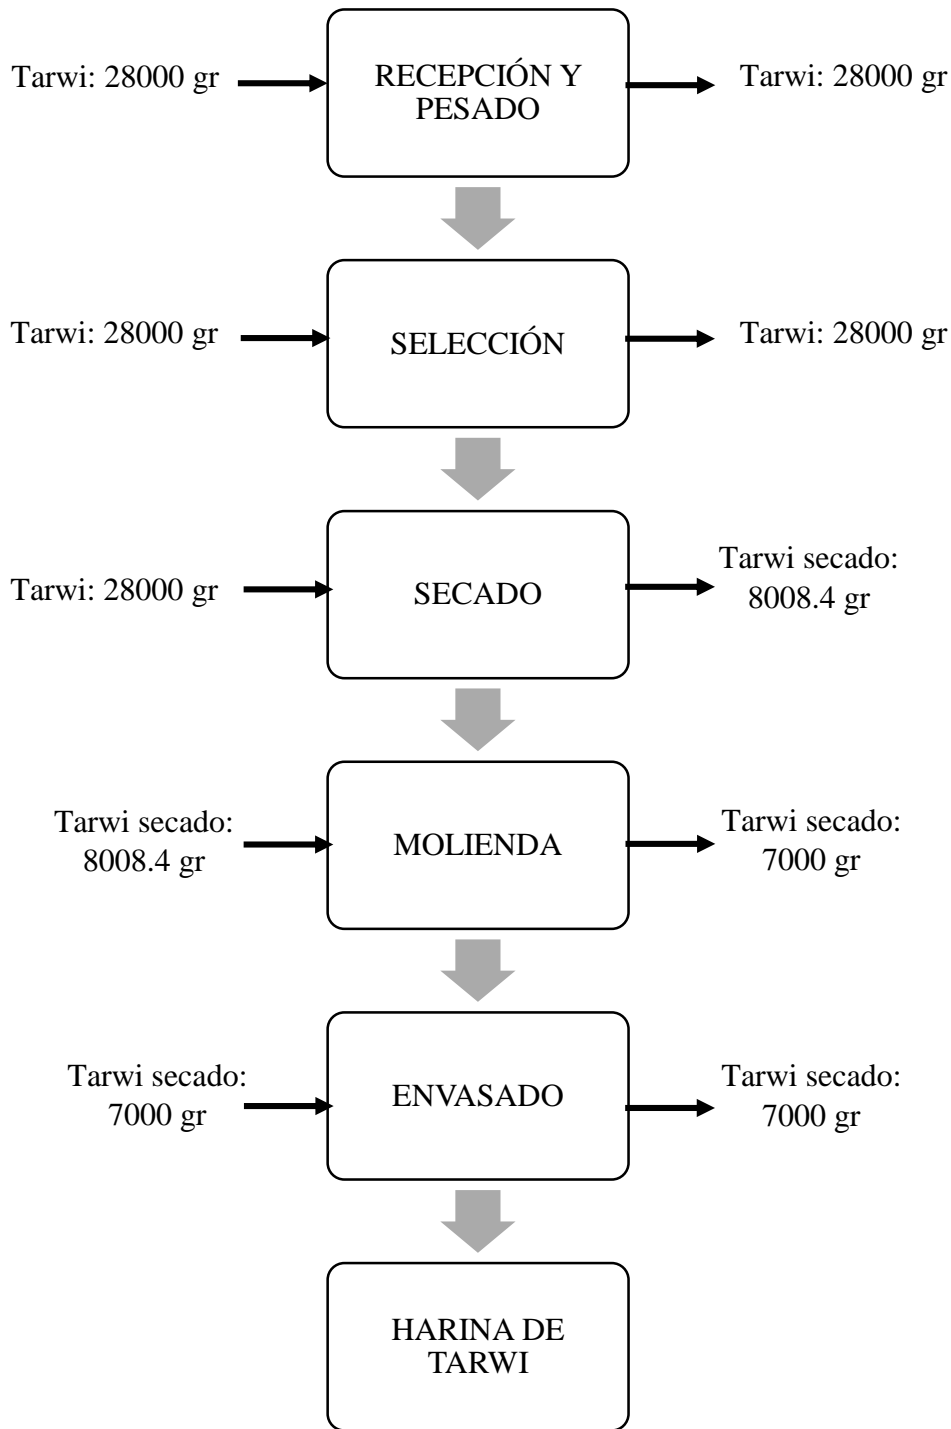 Tarwi: 28000 gr
RECEPCIÓN Y
PESADO
Tarwi: 28000 gr
Tarwi: 28000 gr
SELECCIÓN
Tarwi: 28000 gr
Tarwi: 28000 gr
SECADO
Tarwi secado:
8008.4 gr
Tarwi secado:
8008.4 gr
MOLIENDA
Tarwi secado:
7000 gr
Tarwi secado:
7000 gr
ENVASADO
Tarwi secado:
7000 gr
HARINA DE
TARWI